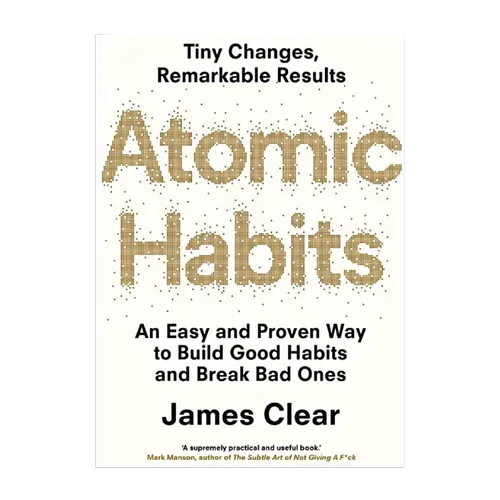 Tiny Changes,
Remarkable Results
Atomic
Habits
An Easy and Proven Way
to Build Good Habits
and Break Bad Ones
James Clear
'A supremely practical and useful book.'
Mark Manson, author of The Subtle Art of Not Giving A F*ck